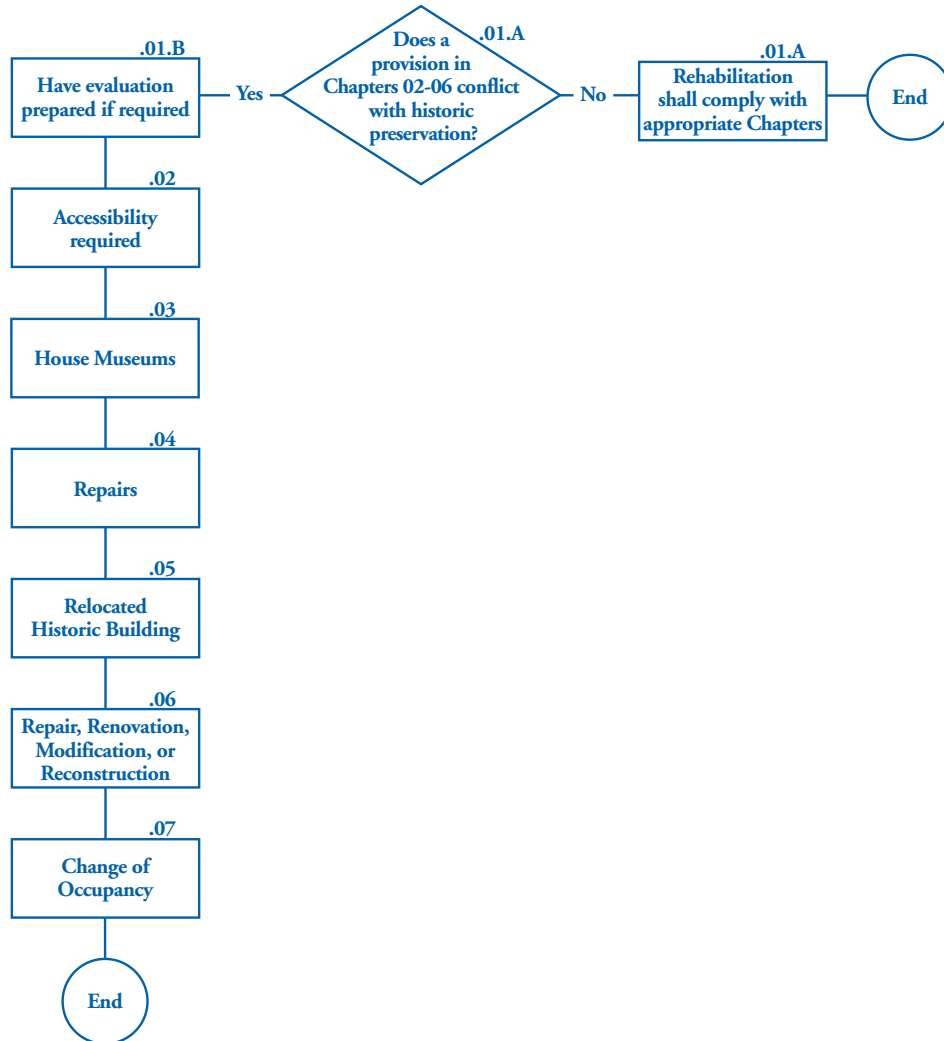 .01.B
Have evaluation
prepared if required
Yes
.01.A
Does a
provision in
Chapters 02-06 conflict
with historic
preservation?
No
.01.A
Rehabilitation
shall comply with
appropriate Chapters
End
.02
Accessibility
required
.03
House Museums
.04
Repairs
.05
Relocated
Historic Building
.06
Repair, Renovation,
Modification, or
Reconstruction
.07
Change of
Occupancy
End